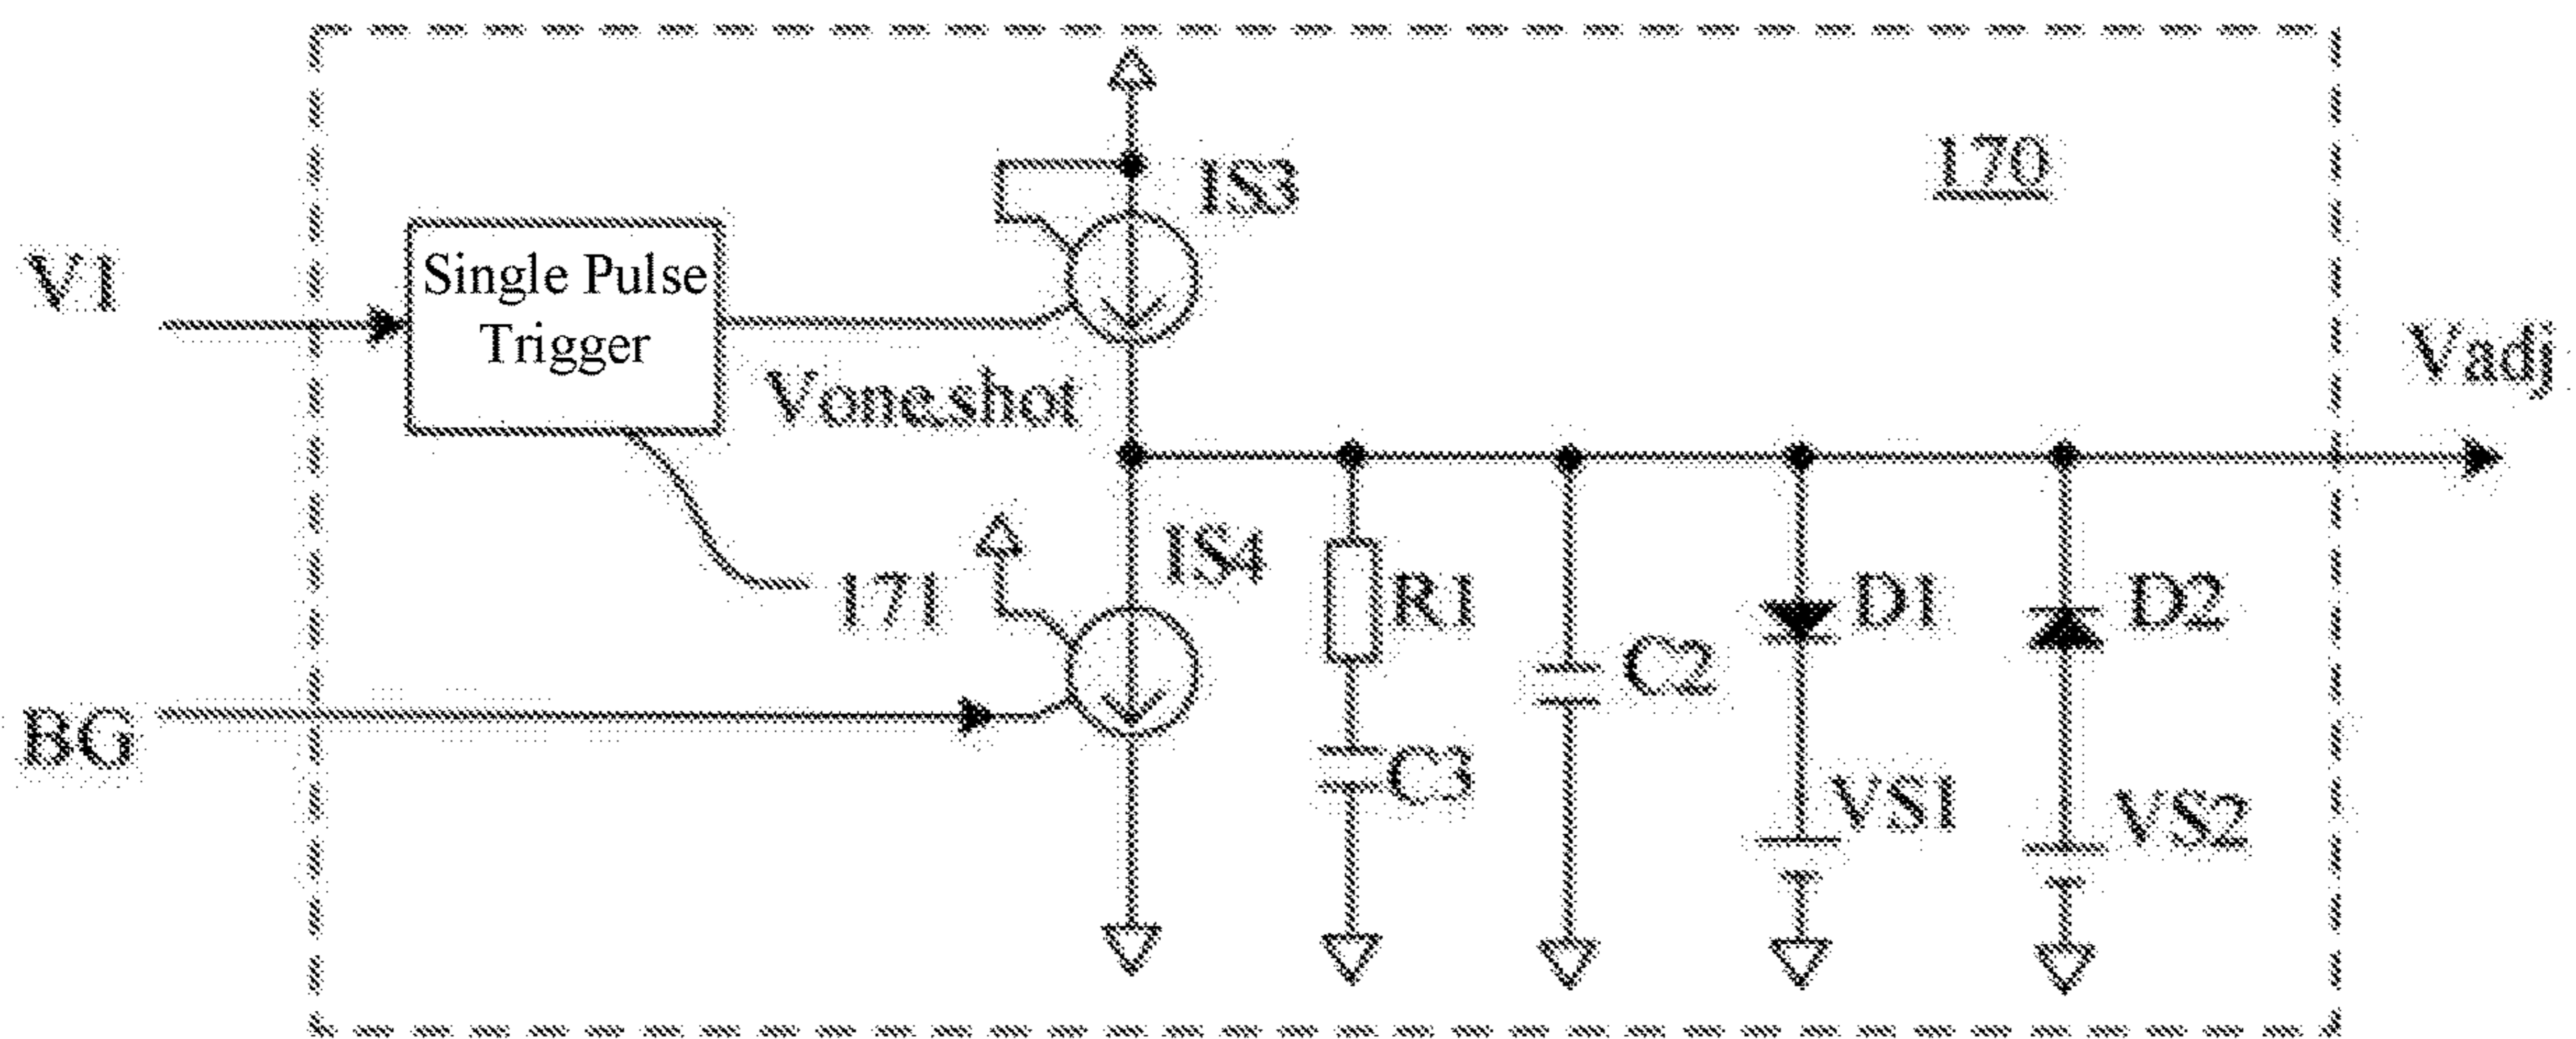 170
IS3
V1
Single Pulse
Trigger
Voneshot
Vadj
IS4
171
R1
D1
D2
C2
BG
C3
VS1
VS2